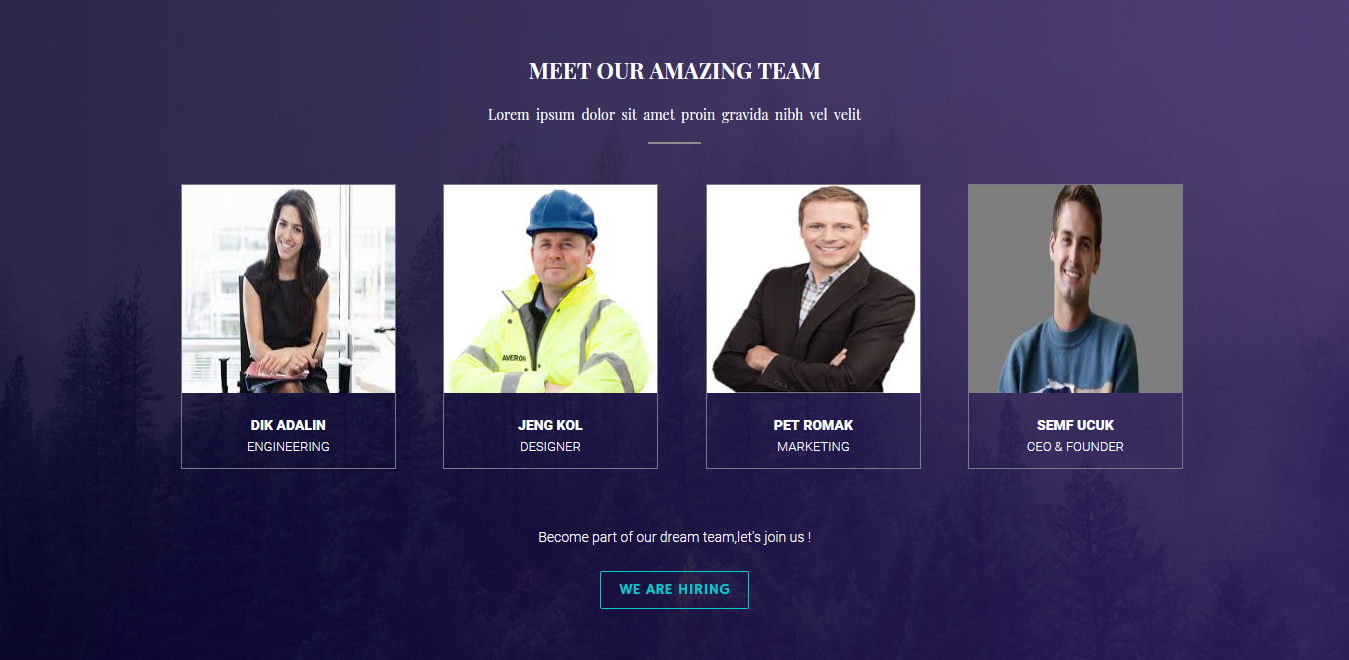 MEET OUR AMAZING TEAM
Lorem ipsum dolor sit amet proin gravida nibh vel velit
AVERON
DIK ADALIN
ENGINEERING
JENG KOL
DESIGNER
PET ROMAK
MARKETING
SEMF UCUK
CEO & FOUNDER
Become part of our dream team,let's join us !
WE ARE HIRING